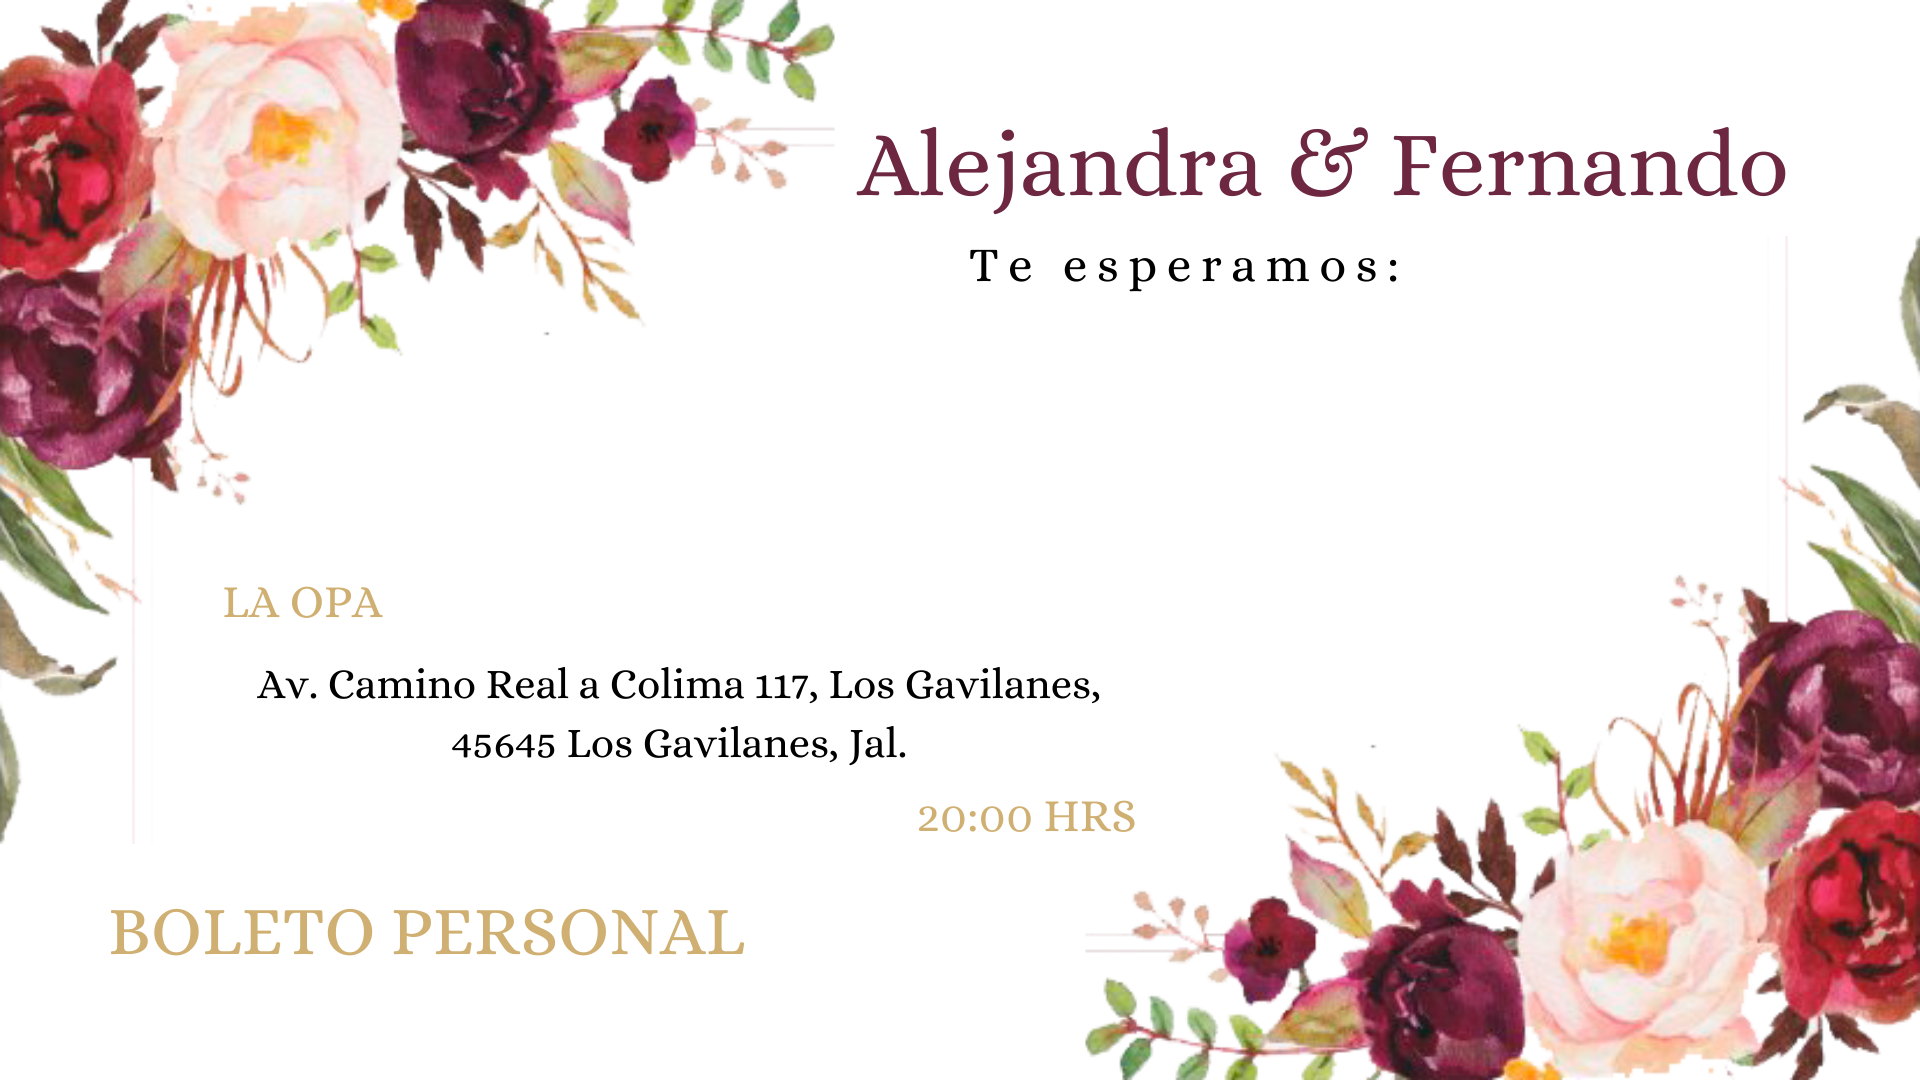 Alejandra & Fernando
Te esperamos:
LA OPA
Av. Camino Real a Colima 117, Los Gavilanes,
45645 Los Gavilanes, Jal.
20:00 HRS
BOLETO PERSONAL